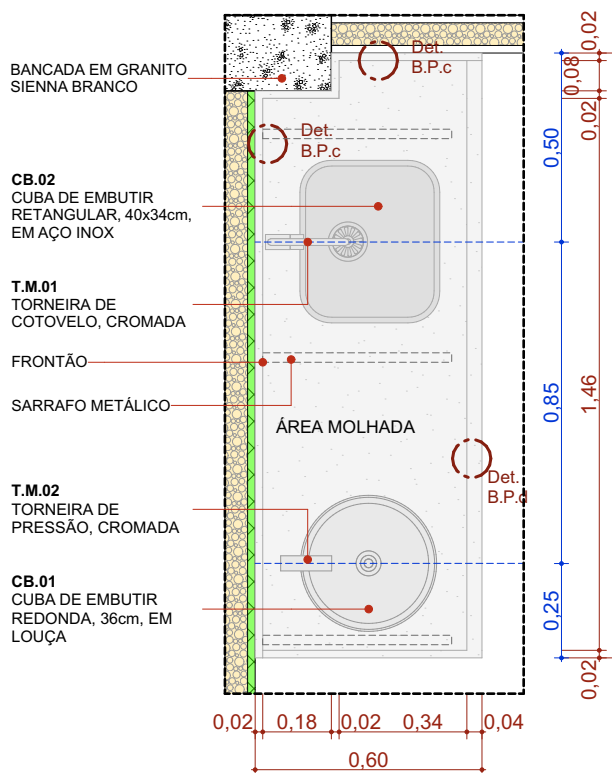 BANCADA EM GRANITO
SIENNA BRANCO
CB.02
CUBA DE EMBUTIR
RETANGULAR, 40x34cm,
EM AÇO INOX
T.M.01
TORNEIRA DE
COTOVELO, CROMADA
FRONTÃO
SARRAFO METÁLICO
T.M.02
TORNEIRA DE
PRESSÃO, CROMADA
CB.01
CUBA DE EMBUTIR
REDONDA, 36cm, EM
LOUÇA
Det.
B.P.c
Det.
B.P.c
ÁREA MOLHADA
Det.
B.P.d
0,02
0,08
0,02
0,50
1,46
0,85
0,25
0,02
0,02
0,18
0,02
0,34
0,04
0,60